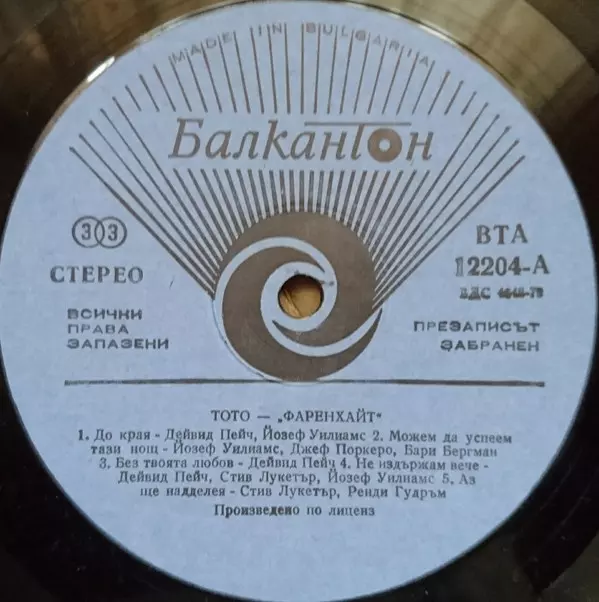 MADE IN BULGARIA
Балкантон
33
СТЕРЕО
ВТА
12204-А
БДС 4048-78
ВСИЧКИ
ПРАВА
ЗАПАЗЕНИ
ПРЕЗАПИСЪТ
ЗАБРАНЕН
ТОТО — „ФАРЕНХАЙТ“
1. До края - Дейвид Пейч, Йозеф Уилиамс 2. Можем да успеем
тази нощ - Йозеф Уилиамс, Джеф Поркеро, Бари Бергман
3. Без твоята любов - Дейвид Пейч 4. Не издържам вече -
Дейвид Пейч, Стив Лукетър, Йозеф Уилиамс 5. Аз
ще надделея - Стив Лукетър, Ренди Гудръм
Произведено по лиценз